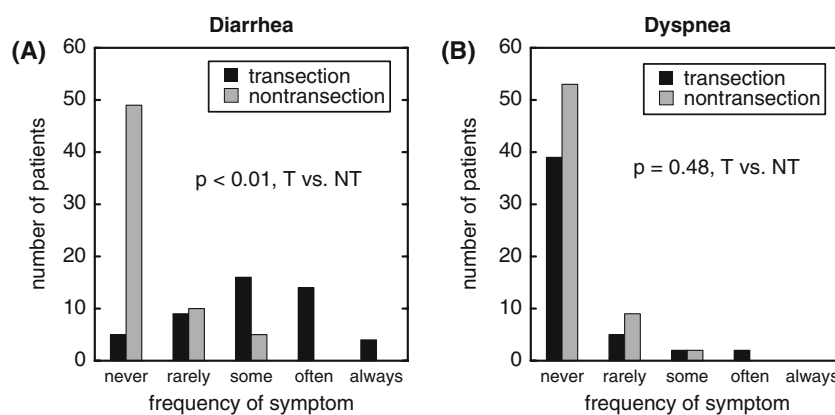 Diarrhea
(A)
60
50
40
30
20
10
0
number of patients
transection
nontransection
p < 0.01, T vs. NT
never rarely some often always
frequency of symptom
Dyspnea
(B)
60
50
40
30
20
10
0
number of patients
transection
nontransection
p = 0.48, T vs. NT
never rarely some often always
frequency of symptom